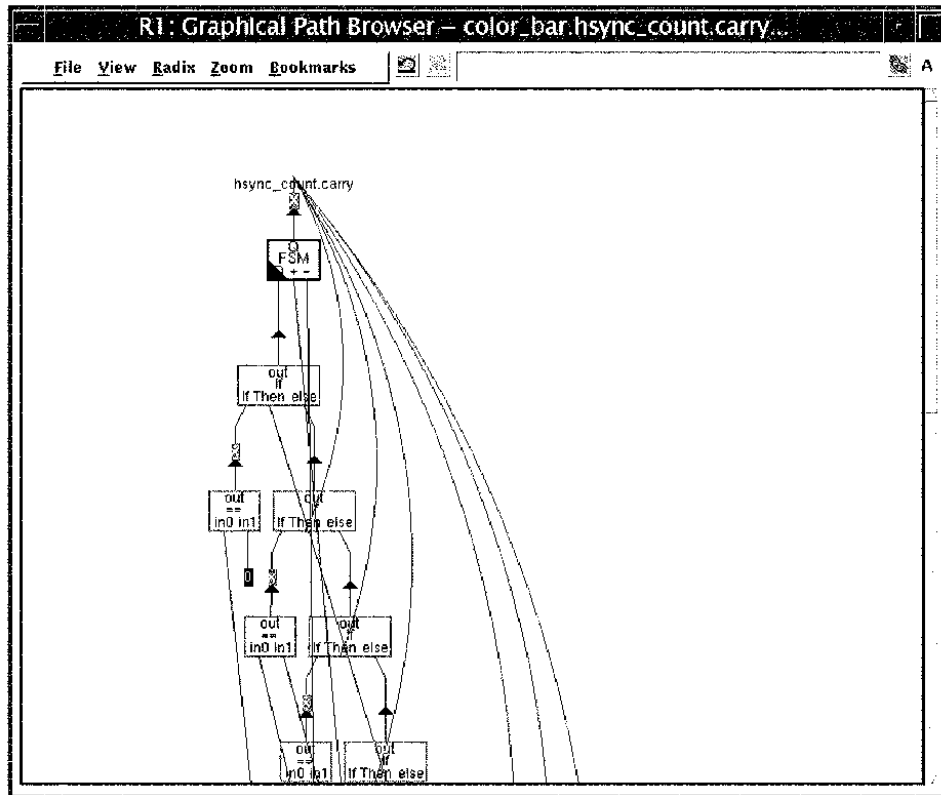 R1: Graphical Path Browser – color_bar.hsync_count.carry...
File View Radix Zoom Bookmarks
A
hsync_count.carry
Q
FSM
+ -
out
If
If Then else
out
==
in0 in1
out
If Then else
0
out
==
in0 in1
out
If
If Then else
out
==
in0 in1
out
If
If Then else